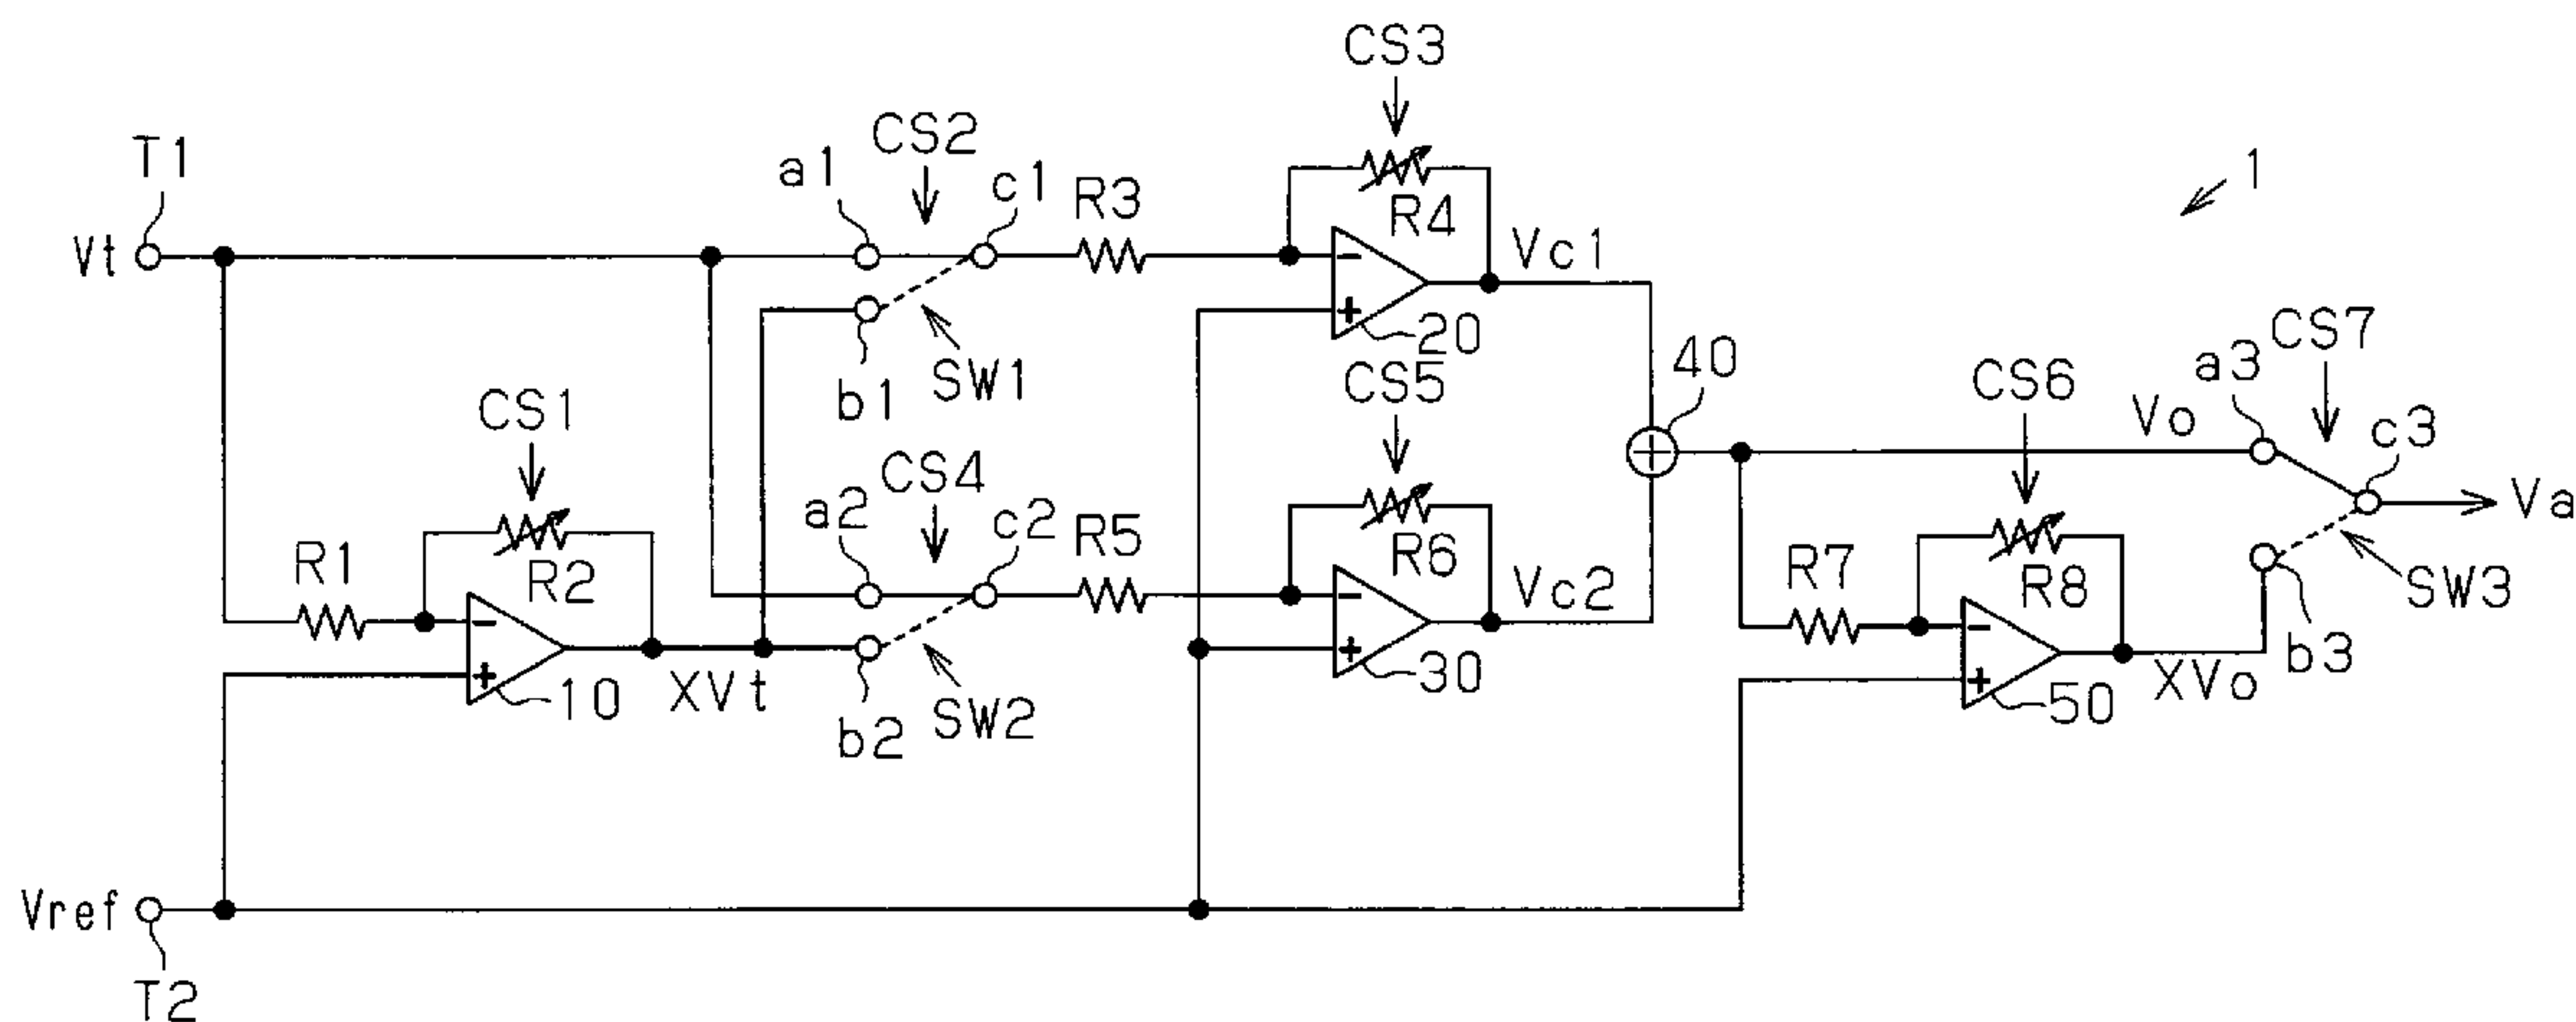 CS3
CS2
T1
a1
c1
R3
R4
1
Vt
Vc1
20
CS7
SW1
b1
CS5
40
a3
CS6
CS1
CS4
a2
c2
R5
R6
Vo
c3
Va
R1
R2
Vc2
R7
R8
SW3
30
b3
10
XVt
SW2
b2
50
XVo
Vref
T2
-
+
-
+
-
+
-
+
+